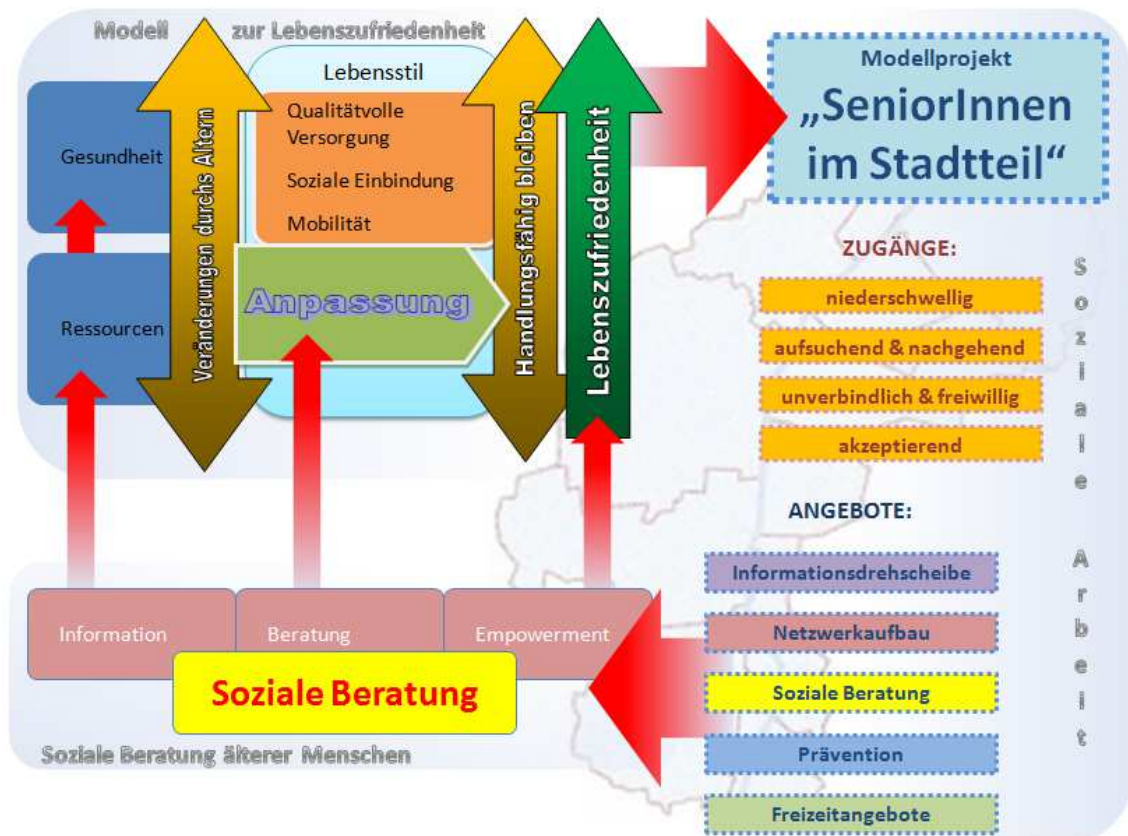 Modell zur Lebenszufriedenheit
Lebensstil
Qualitätvolle
Versorgung
Soziale Einbindung
Mobilität
Gesundheit
Ressourcen
Veränderungen durchs Altern
Anpassung
Handlungsfähig bleiben
Lebenszufriedenheit
Information
Beratung
Empowerment
Soziale Beratung
Soziale Beratung älterer Menschen
Modellprojekt
„SeniorInnen
im Stadtteil“
ZUGÄNGE:
niederschwellig
aufsuchend & nachgehend
unverbindlich & freiwillig
akzeptierend
ANGEBOTE:
Informationsdrehscheibe
Netzwerkaufbau
Soziale Beratung
Prävention
Freizeitangebote
Soziale Arbeit